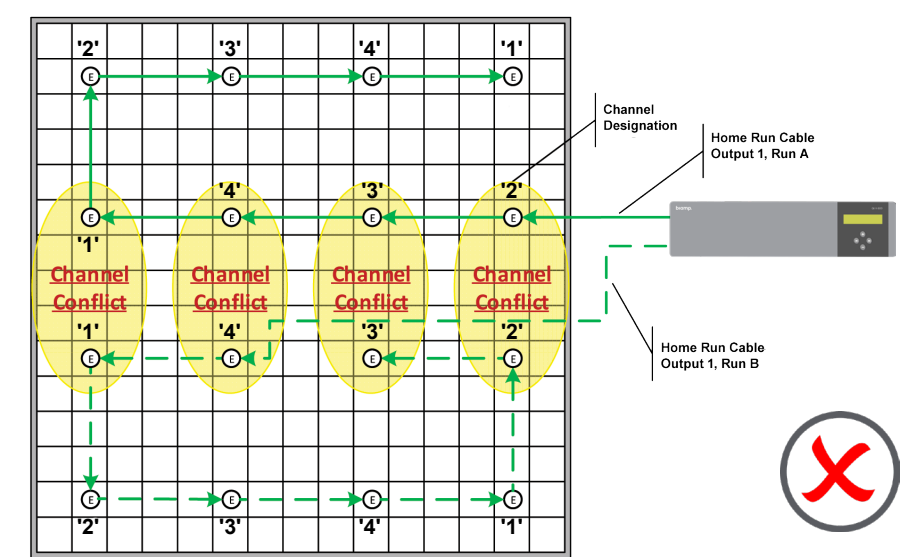 '2' '3' '4' '1'
E E E E
Channel
Designation
Home Run Cable
Output 1, Run A
'4' '3' '2'
E E E E
'1'
Channel Channel Channel Channel
Conflict Conflict Conflict Conflict
'1' '4' '3' '2'
E E E E
Home Run Cable
Output 1, Run B
E E E E
'2' '3' '4' '1'